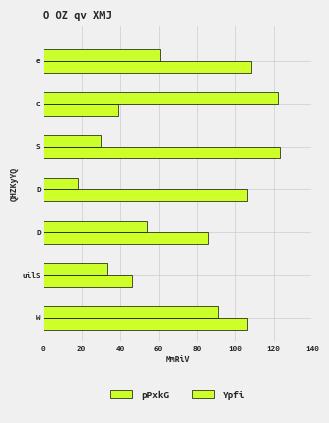 O OZ qv XMJ
e
c
S
D
D
uilS
W
QHZKyYQ
0 20 40 60 80 100 120 140
MmRiV
pPxkG Ypfi